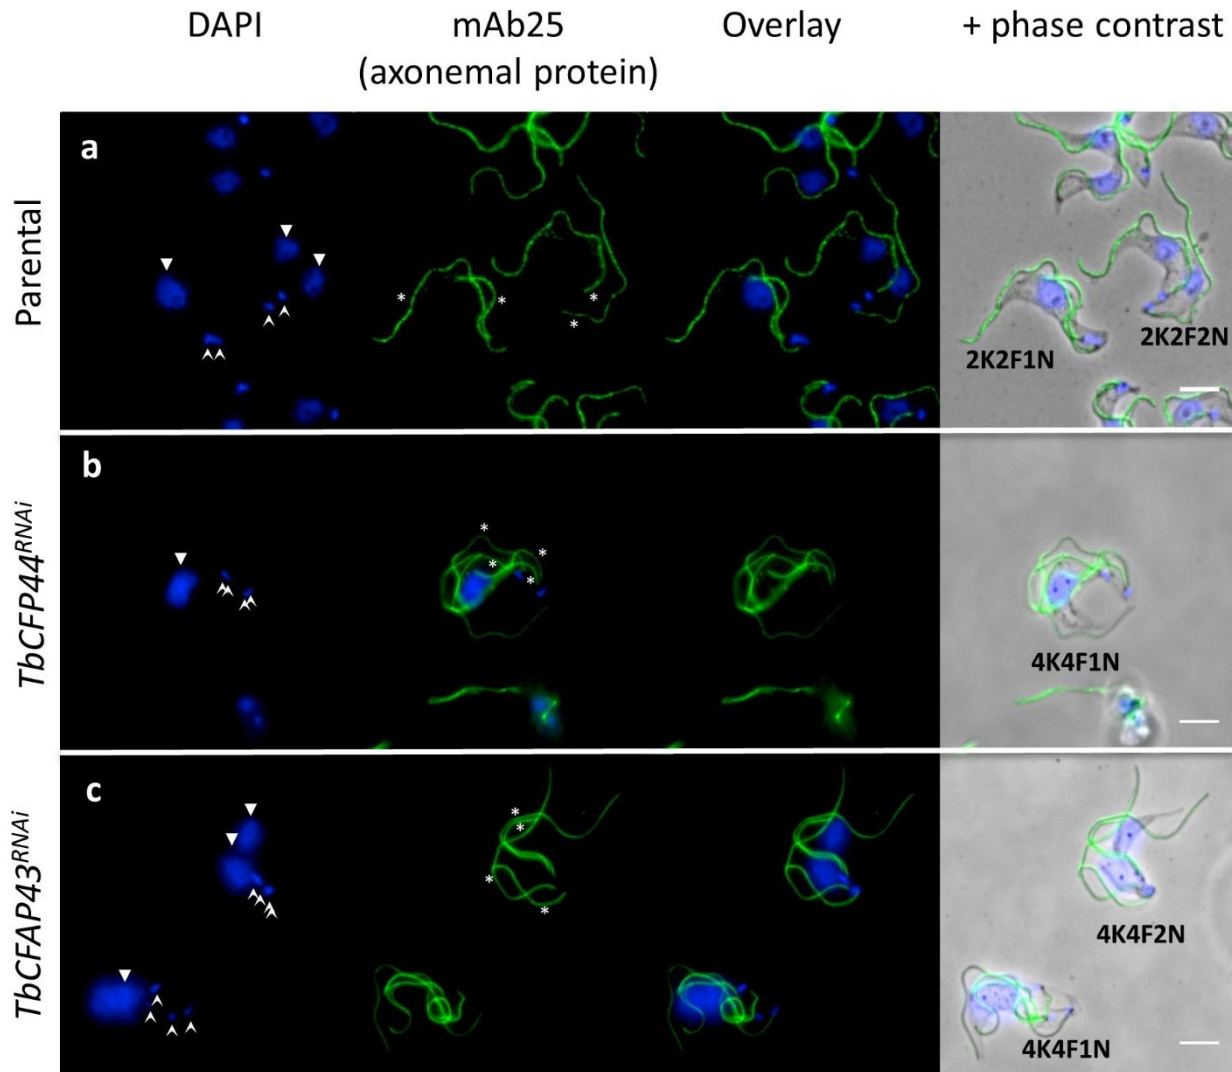 DAPI
mAb25
(axonemal protein)
Overlay
+ phase contrast
Parental
a
2K2F1N
2K2F2N
TbCFP44RNAi
b
4K4F1N
TbCFAP43RNAi
c
4K4F2N
4K4F1N